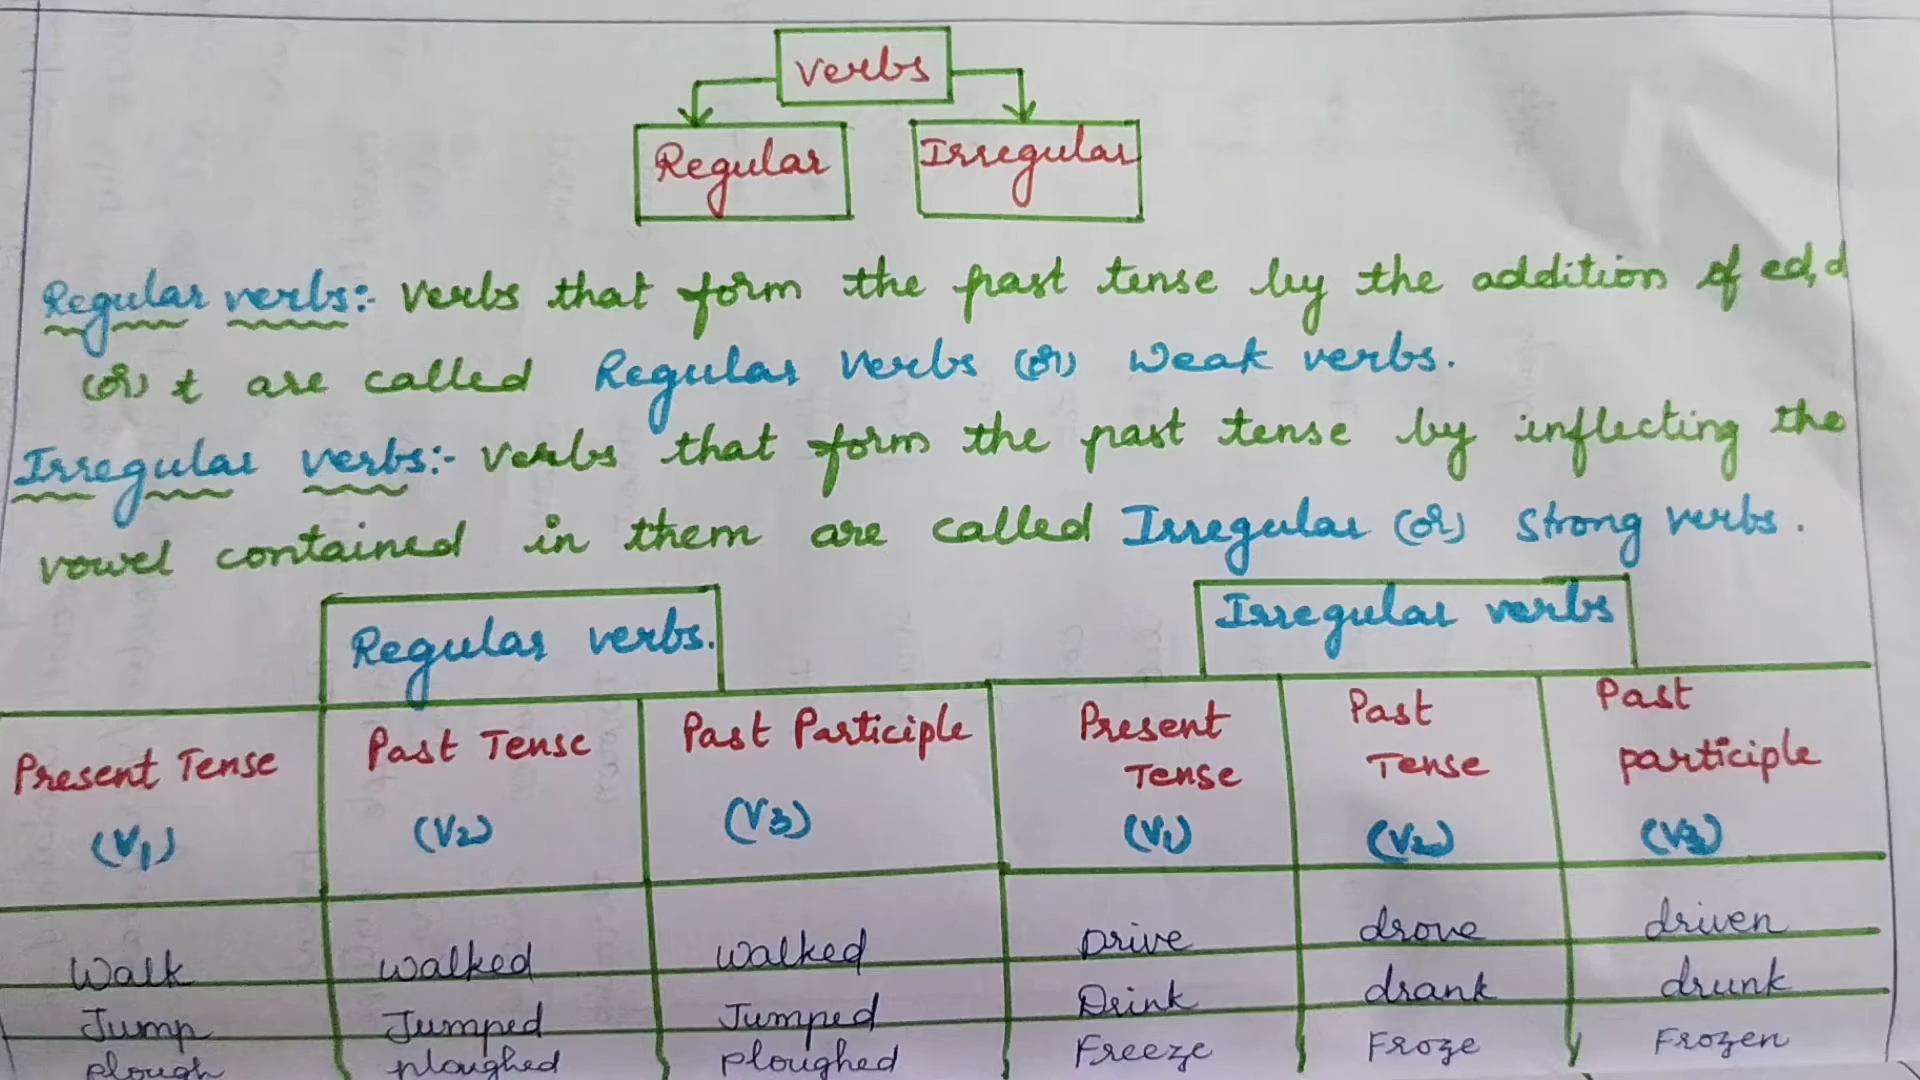 verbs
Regular Irregular
Regular verbs:- verbs that form the past tense by the addition of ed, d
(or) t are called Regular verbs (or) weak verbs.
Irregular verbs:- verbs that form the past tense by inflecting the
vowel contained in them are called Irregular (or) Strong verbs.
Regular verbs. Irregular verbs
Present Tense (V1) Past Tense (V2) Past Participle (V3) Present Tense (V1) Past Tense (V2) Past participle (V3)
Walk walked walked Drive drove driven
Jump Jumped Jumped Drink drank drunk
plough ploughed ploughed Freeze Froze Frozen